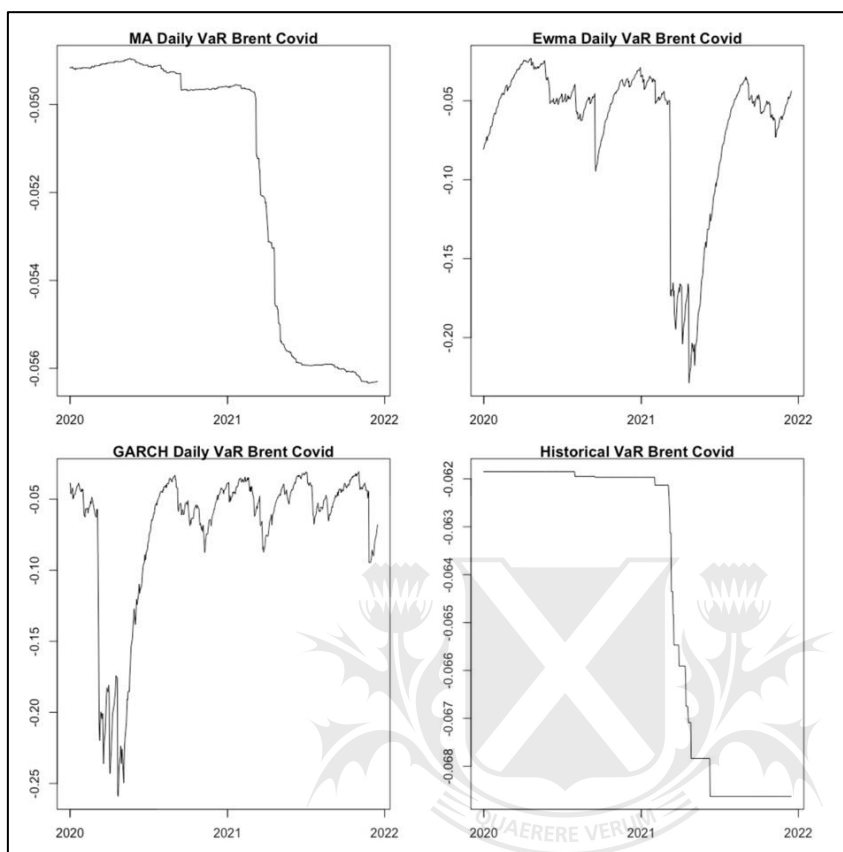 MA Daily VaR Brent Covid
-0.050
-0.052
-0.054
-0.056
2020 2021 2022
Ewma Daily VaR Brent Covid
-0.05
-0.10
-0.15
-0.20
2020 2021 2022
GARCH Daily VaR Brent Covid
-0.05
-0.10
-0.15
-0.20
-0.25
2020 2021 2022
Historical VaR Brent Covid
-0.062
-0.063
-0.064
-0.065
-0.066
-0.067
-0.068
2020 2021 2022
QUAERERE VERUM